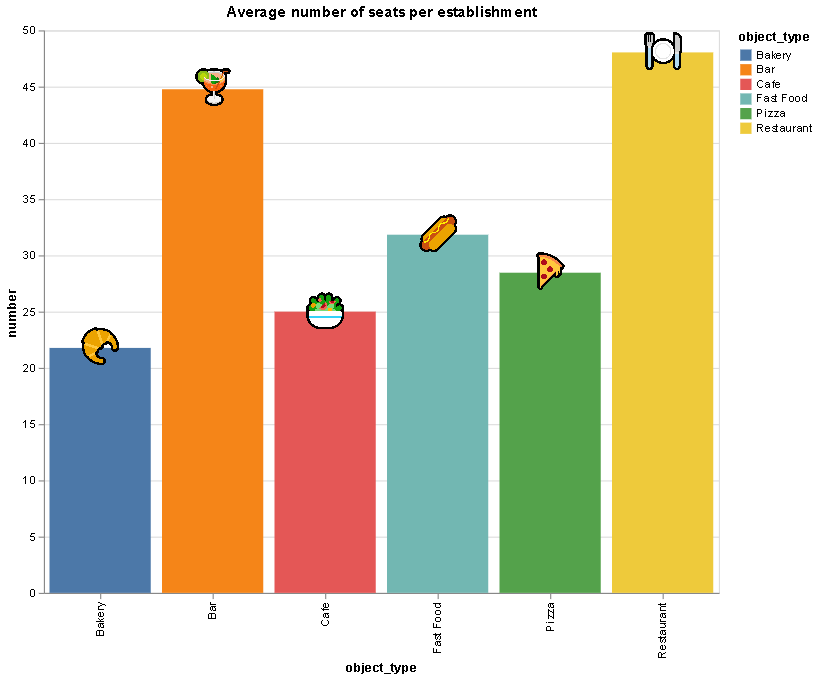 Average number of seats per establishment
50
45
40
35
30
25
20
15
10
5
0
number
Bakery
Bar
Cafe
Fast Food
Pizza
Restaurant
object_type
object_type
Bakery
Bar
Cafe
Fast Food
Pizza
Restaurant